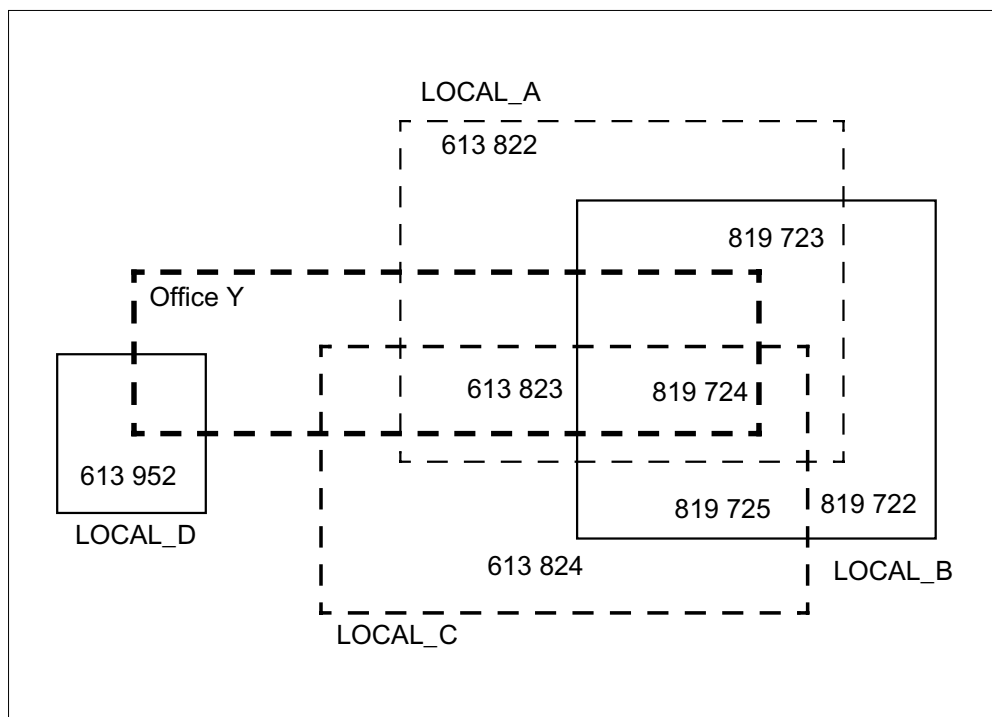 LOCAL_A
613 822
819 723
Office Y
613 823
819 724
613 952
819 725
819 722
LOCAL_D
613 824
LOCAL_B
LOCAL_C